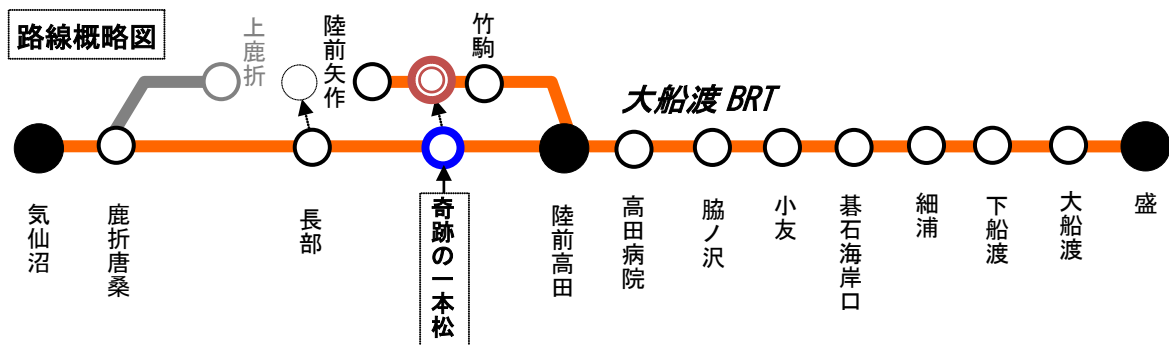 路線概略図
上鹿折
陸前矢作
竹駒
大船渡 BRT
気仙沼
鹿折唐桑
長部
奇跡の一本松
陸前高田
高田病院
脇ノ沢
小友
碁石海岸口
細浦
下船渡
大船渡
盛